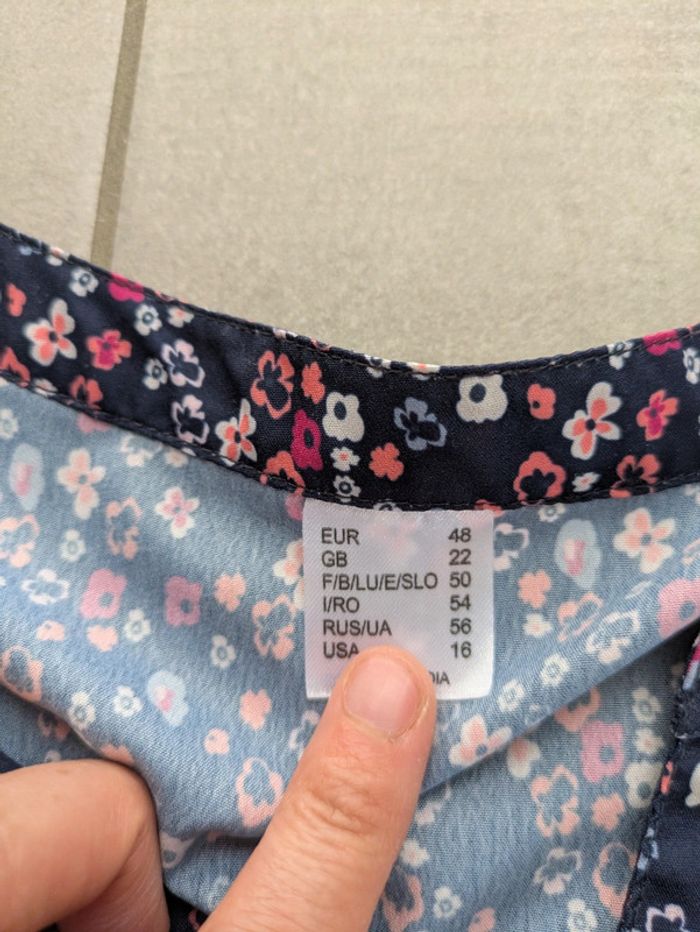 EUR 48
GB 22
F/B/LU/E/SLO 50
I/RO 54
RUS/UA 56
USA 16